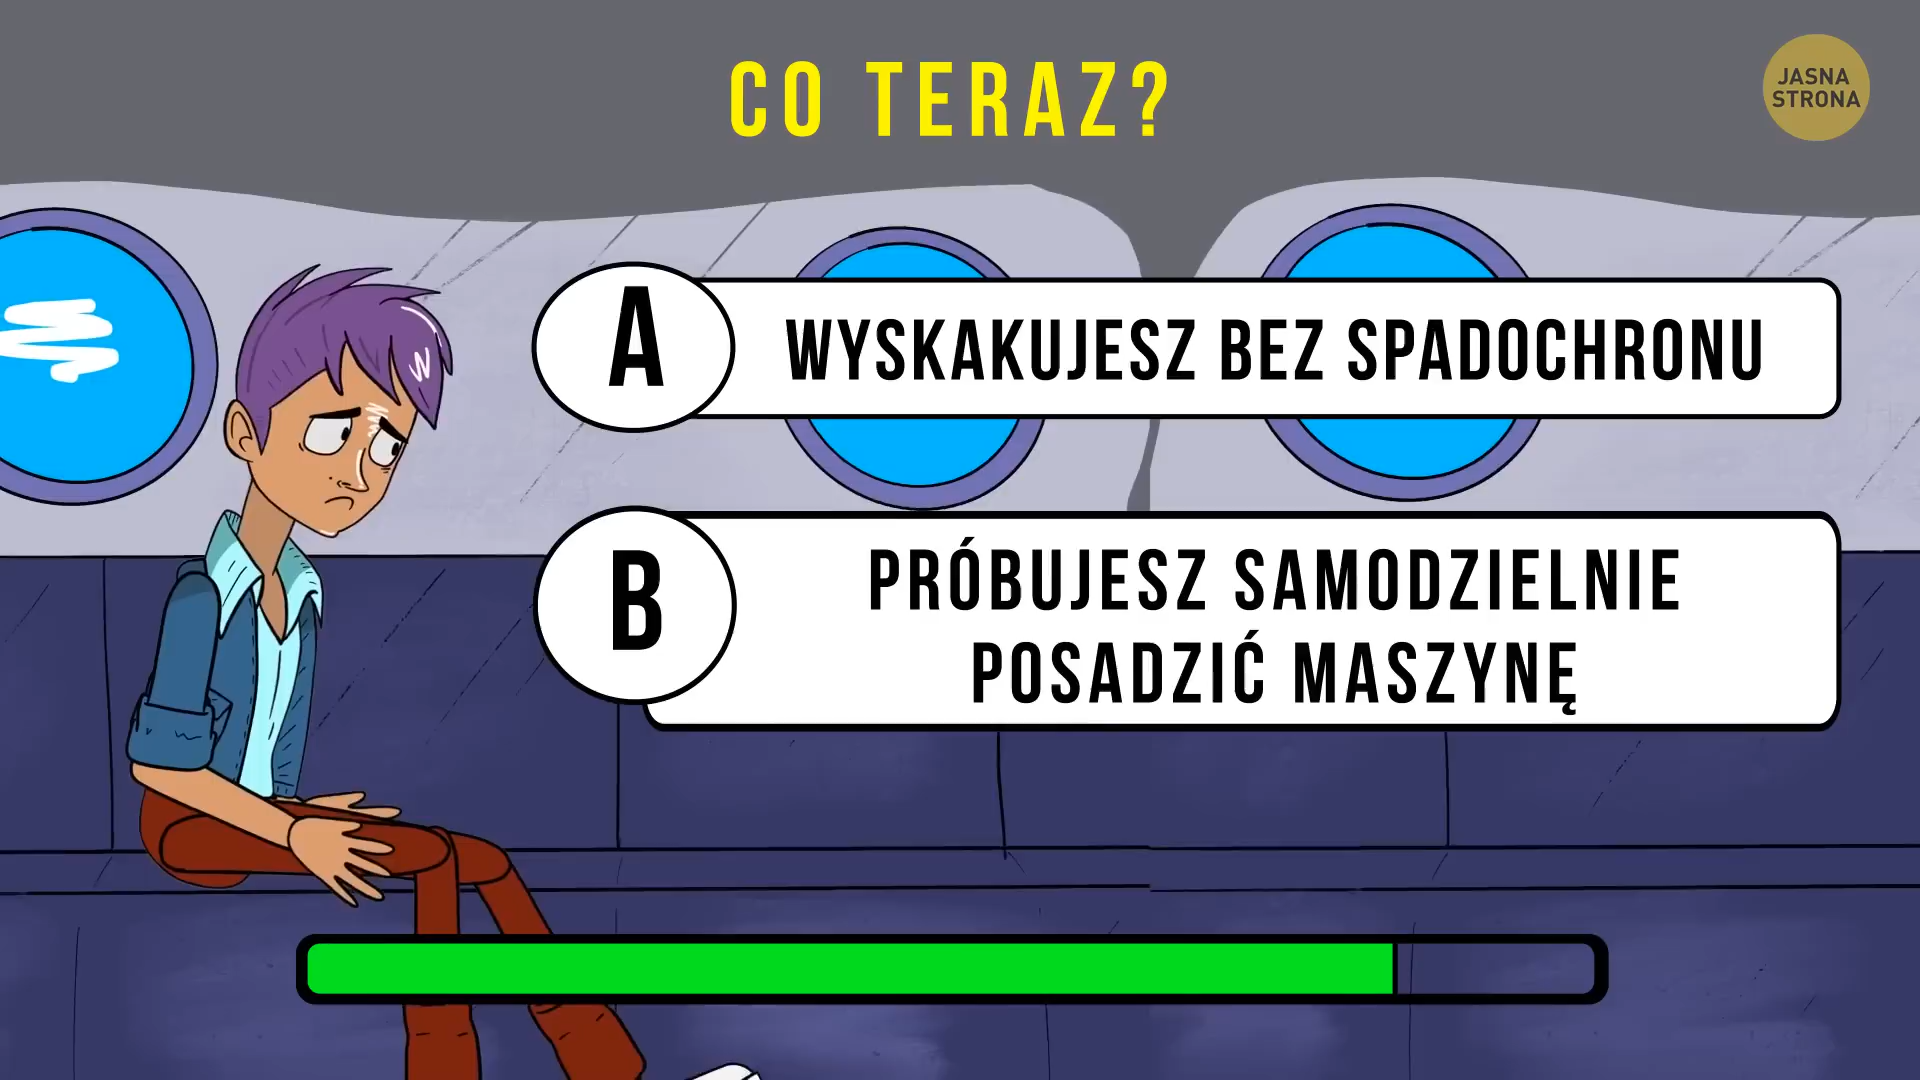 CO TERAZ?
JASNA
STRONA
A
WYSKAKUJESZ BEZ SPADOCHRONU
B
PRÓBUJESZ SAMODZIELNIE
POSADZIĆ MASZYNĘ